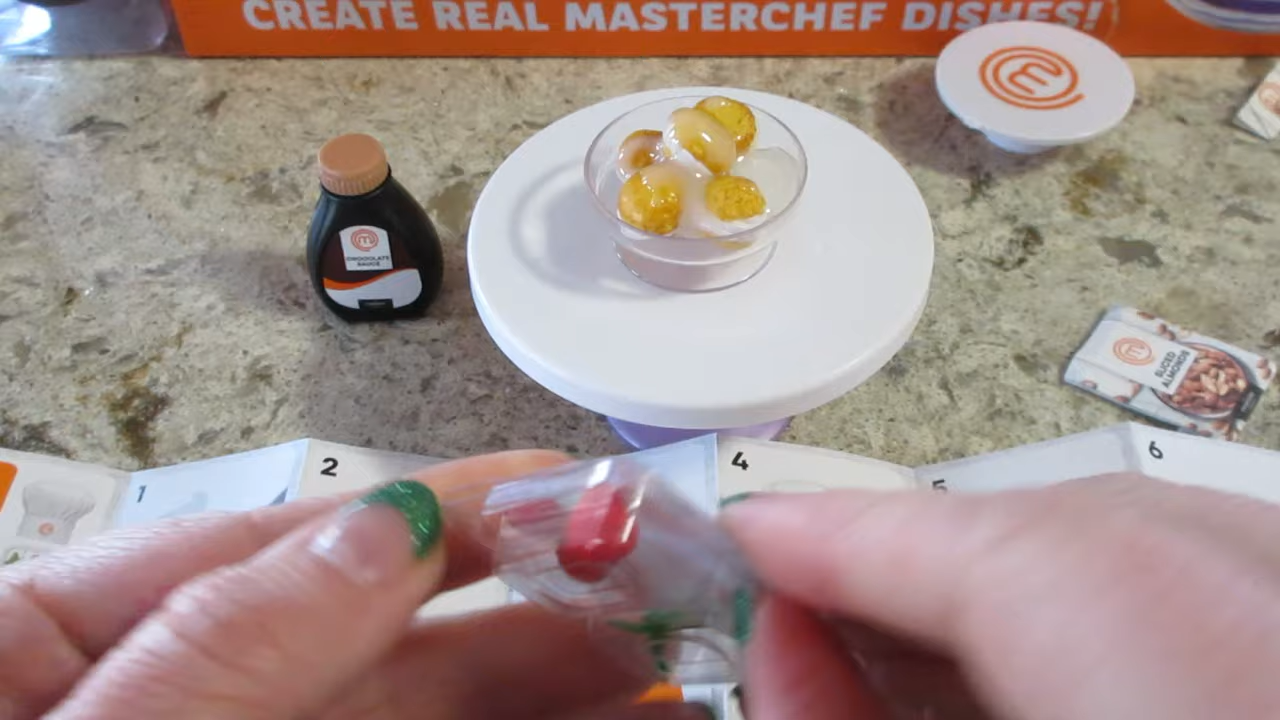 CREATE REAL MASTERCHEF DISHES!
CHOCOLATE
SAUCE
SLICED
ALMONDS
1
2
4
5
6